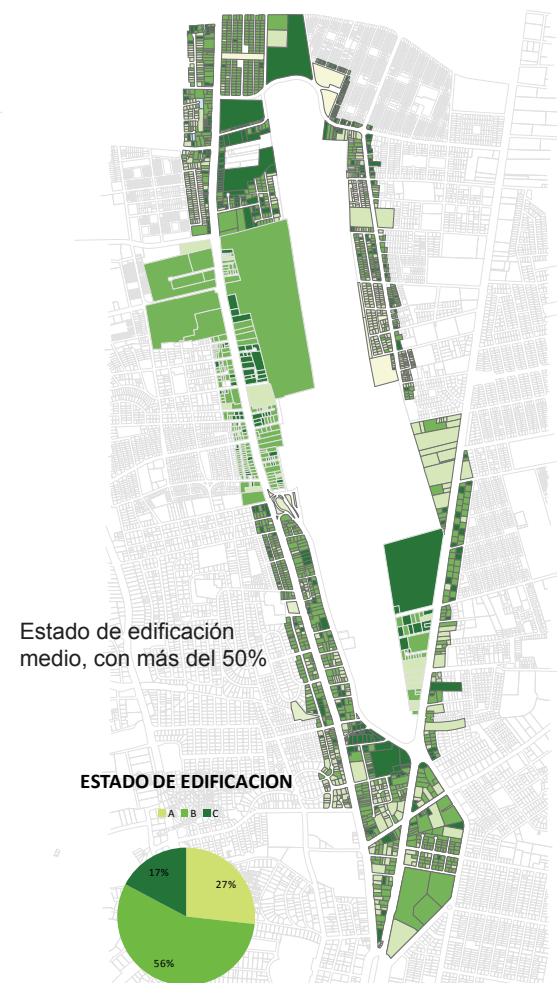 Estado de edificación
medio, con más del 50%
ESTADO DE EDIFICACION
A B C
17%
27%
56%